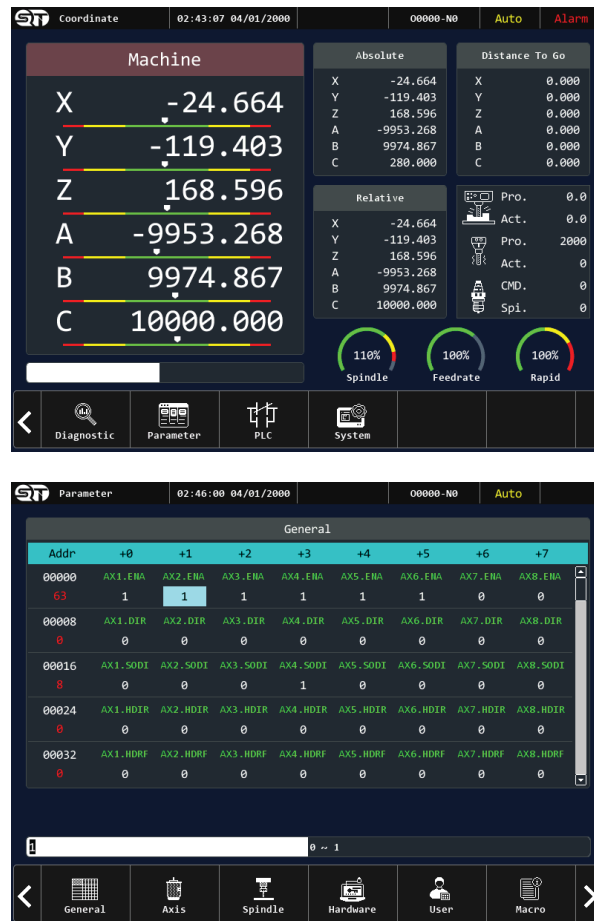 Coordinate 02:43:07 04/01/2000 O0000-N0 Auto Alarm
Machine
X -24.664
Y -119.403
Z 168.596
A -9953.268
B 9974.867
C 10000.000
Absolute
X -24.664
Y -119.403
Z 168.596
A -9953.268
B 9974.867
C 280.000
Distance To Go
X 0.000
Y 0.000
Z 0.000
A 0.000
B 0.000
C 0.000
Relative
X -24.664
Y -119.403
Z 168.596
A -9953.268
B 9974.867
C 10000.000
Pro. 0.0
Act. 0.0
Pro. 2000
Act. 0
CMD. 0
Spi. 0
110% 100% 100%
Spindle Feedrate Rapid
Diagnostic Parameter PLC System
Parameter 02:46:00 04/01/2000 O0000-N0 Auto
General
Addr +0 +1 +2 +3 +4 +5 +6 +7
00000 AX1.ENA AX2.ENA AX3.ENA AX4.ENA AX5.ENA AX6.ENA AX7.ENA AX8.ENA
63 1 1 1 1 1 1 0 0
00008 AX1.DIR AX2.DIR AX3.DIR AX4.DIR AX5.DIR AX6.DIR AX7.DIR AX8.DIR
0 0 0 0 0 0 0 0 0
00016 AX1.SODI AX2.SODI AX3.SODI AX4.SODI AX5.SODI AX6.SODI AX7.SODI AX8.SODI
8 0 0 0 1 0 0 0 0
00024 AX1.HDIR AX2.HDIR AX3.HDIR AX4.HDIR AX5.HDIR AX6.HDIR AX7.HDIR AX8.HDIR
0 0 0 0 0 0 0 0 0
00032 AX1.HDRF AX2.HDRF AX3.HDRF AX4.HDRF AX5.HDRF AX6.HDRF AX7.HDRF AX8.HDRF
0 0 0 0 0 0 0 0 0
1 0 ~ 1
General Axis Spindle Hardware User Macro